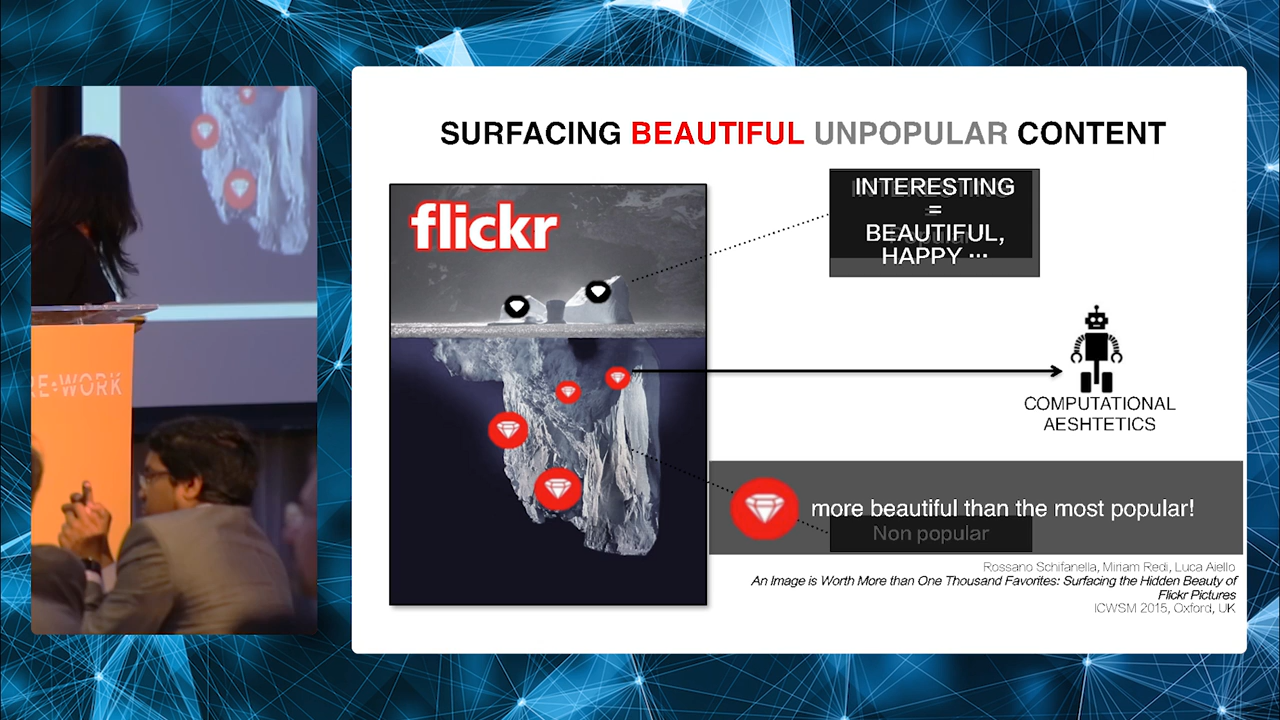 SURFACING BEAUTIFUL UNPOPULAR CONTENT
flickr
INTERESTING
=
BEAUTIFUL,
HAPPY ...
COMPUTATIONAL
AESHTETICS
more beautiful than the most popular!
Non popular
Rossano Schifanella, Miriam Redi, Luca Aiello
An Image is Worth More than One Thousand Favorites: Surfacing the Hidden Beauty of
Flickr Pictures
ICWSM 2015, Oxford, UK
RE•WORK